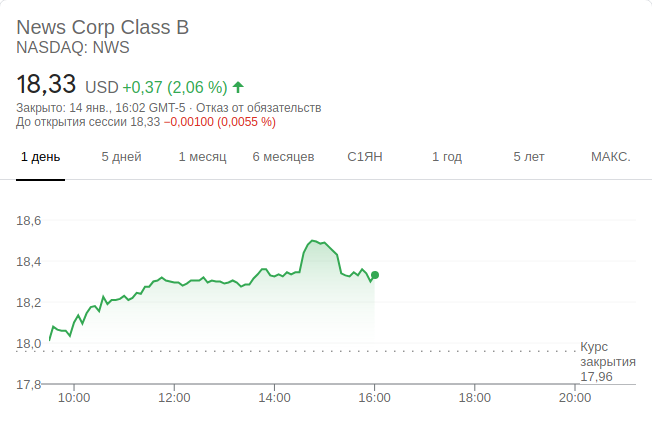 News Corp Class B
NASDAQ: NWS
18,33 USD +0,37 (2,06 %)
Закрыто: 14 янв., 16:02 GMT-5 · Отказ от обязательств
До открытия сессии 18,33 −0,00100 (0,0055 %)
1 день 5 дней 1 месяц 6 месяцев С1ЯН 1 год 5 лет МАКС.
18,6
18,4
18,2
18,0
Курс
закрытия
17,96
17,8
10:00 12:00 14:00 16:00 18:00 20:00